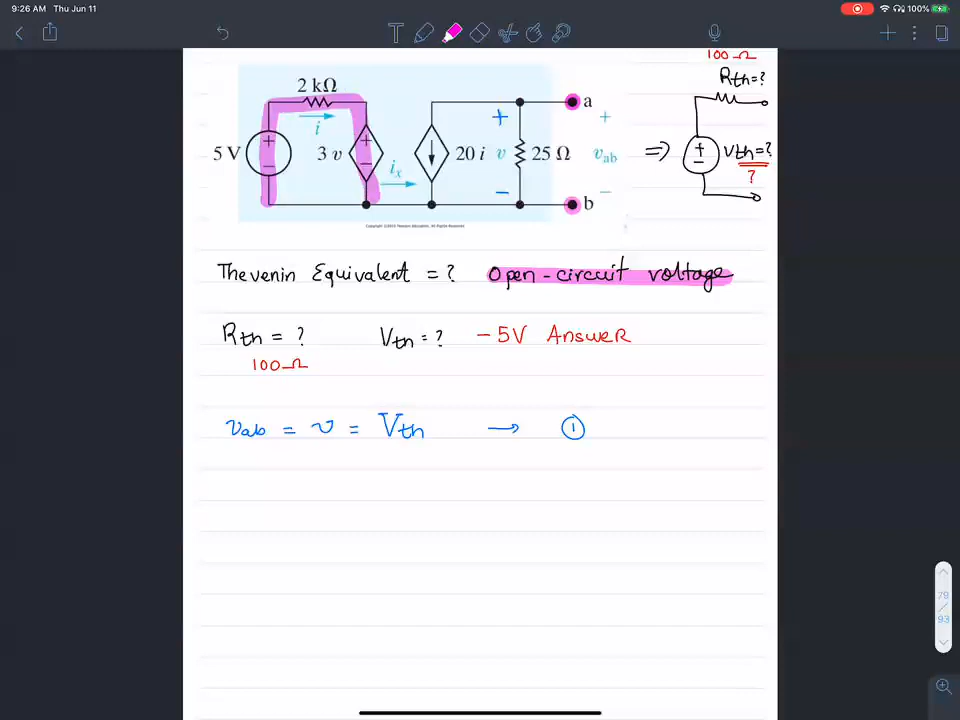 9:26 AM Thu Jun 11
100%
100 Ω
Rth = ?
2 kΩ
i
5 V
+
−
3 v
+
−
ix
20 i
+
v
−
25 Ω
a
+
vab
−
b
⇒
+
−
Vth = ?
?
Thevenin Equivalent = ? Open-circuit voltage
Rth = ? Vth = ? −5V Answer
100 Ω
vab = v = Vth → ①
79
/
93